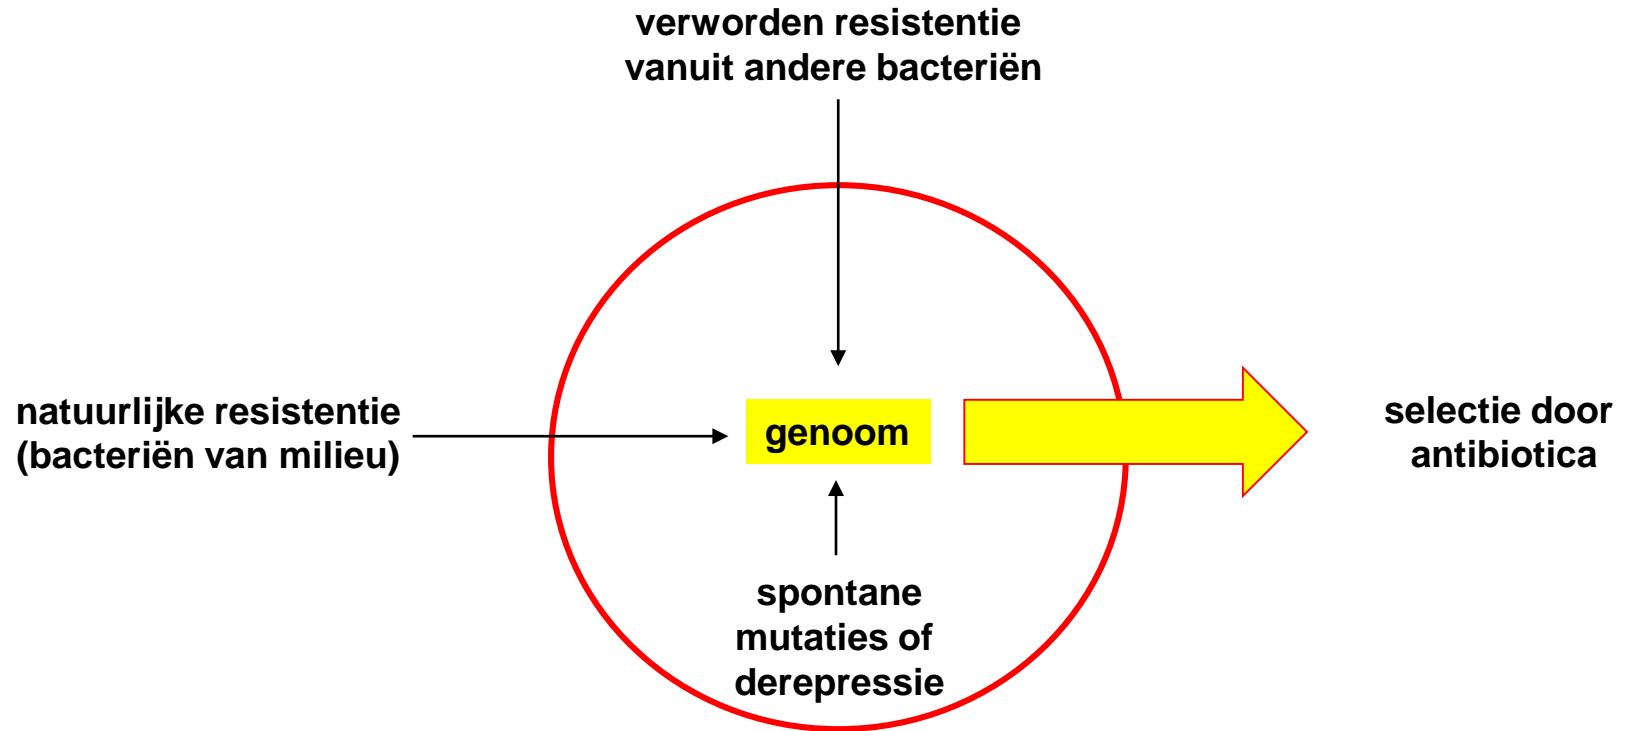 verworden resistentie
vanuit andere bacteriën
natuurlijke resistentie
(bacteriën van milieu)
genoom
selectie door
antibiotica
spontane
mutaties of
derepressie